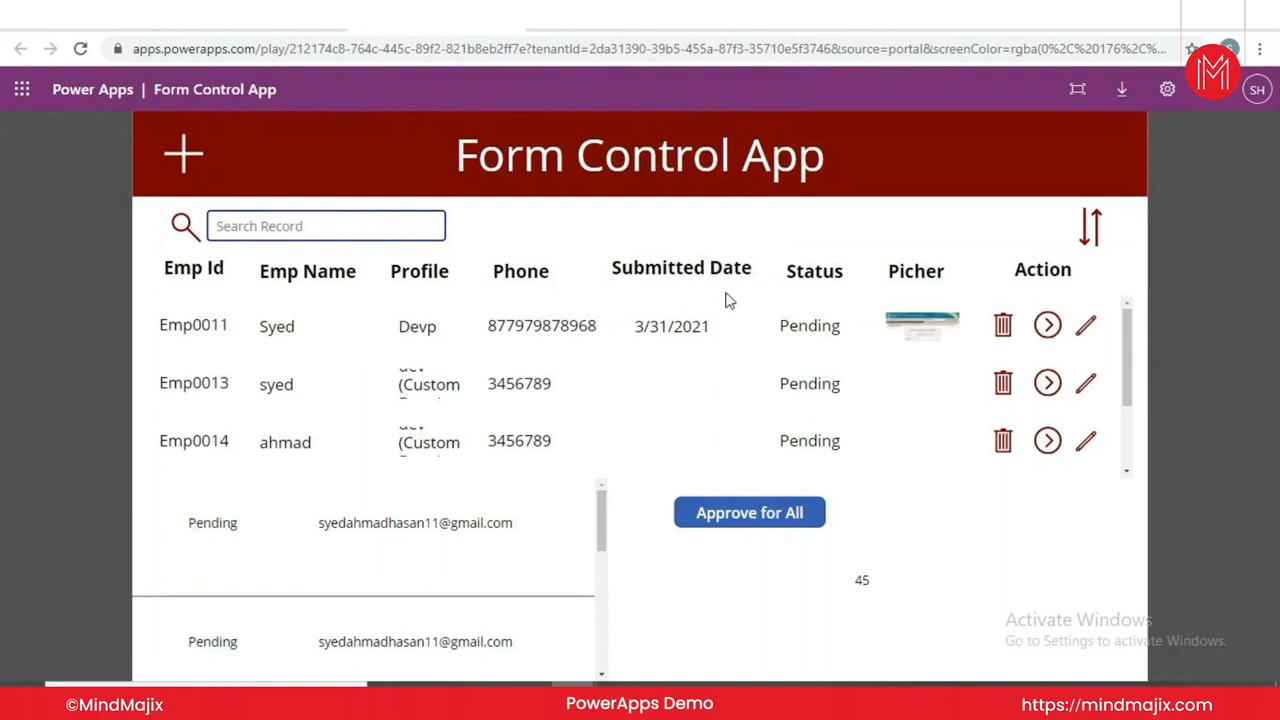 apps.powerapps.com/play/212174c8-764c-445c-89f2-821b8eb2ff7e?tenantId=2da31390-39b5-455a-87f3-35710e5f3746&source=portal&screenColor=rgba(0%2C%20176%2C%...
Power Apps | Form Control App
SH
Form Control App
Search Record
Emp Id Emp Name Profile Phone Submitted Date Status Picher Action
Emp0011 Syed Devp 877979878968 3/31/2021 Pending
Emp0013 syed dev (Custom 3456789 Pending
Emp0014 ahmad dev (Custom 3456789 Pending
Pending syedahmadhasan11@gmail.com
Approve for All
45
Pending syedahmadhasan11@gmail.com
Activate Windows
Go to Settings to activate Windows.
©MindMajix PowerApps Demo https://mindmajix.com